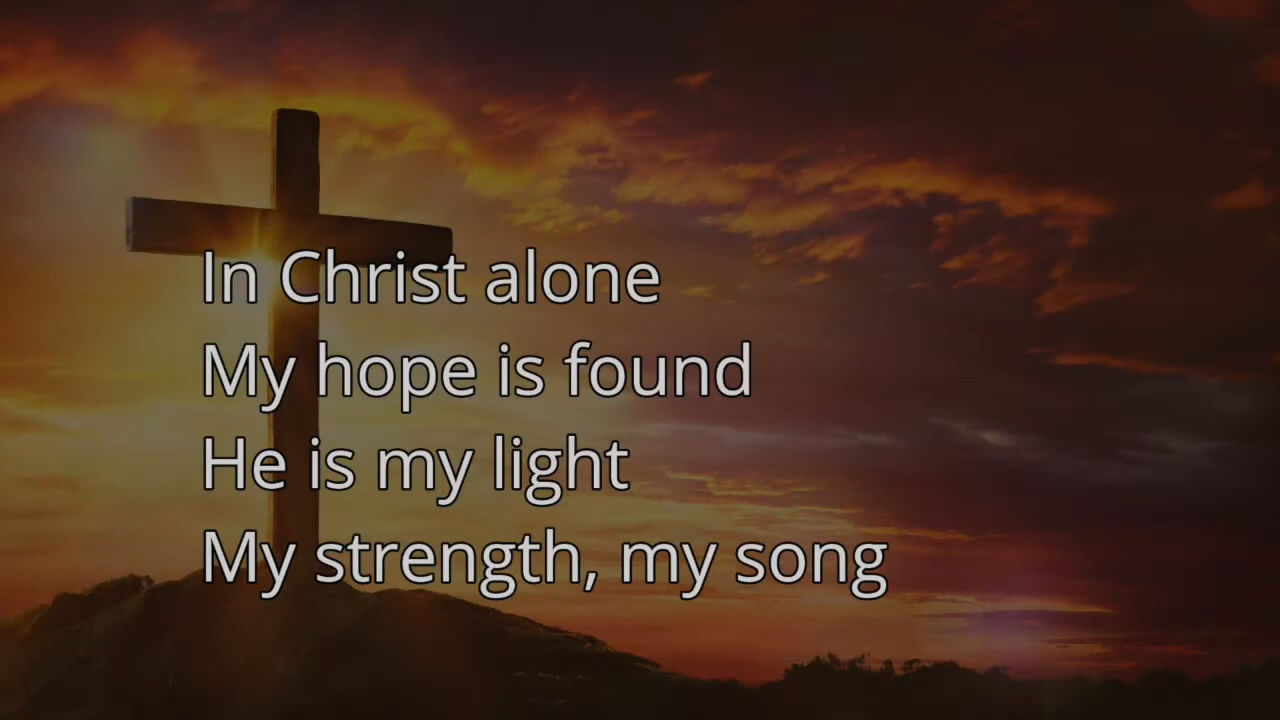 In Christ alone
My hope is found
He is my light
My strength, my song